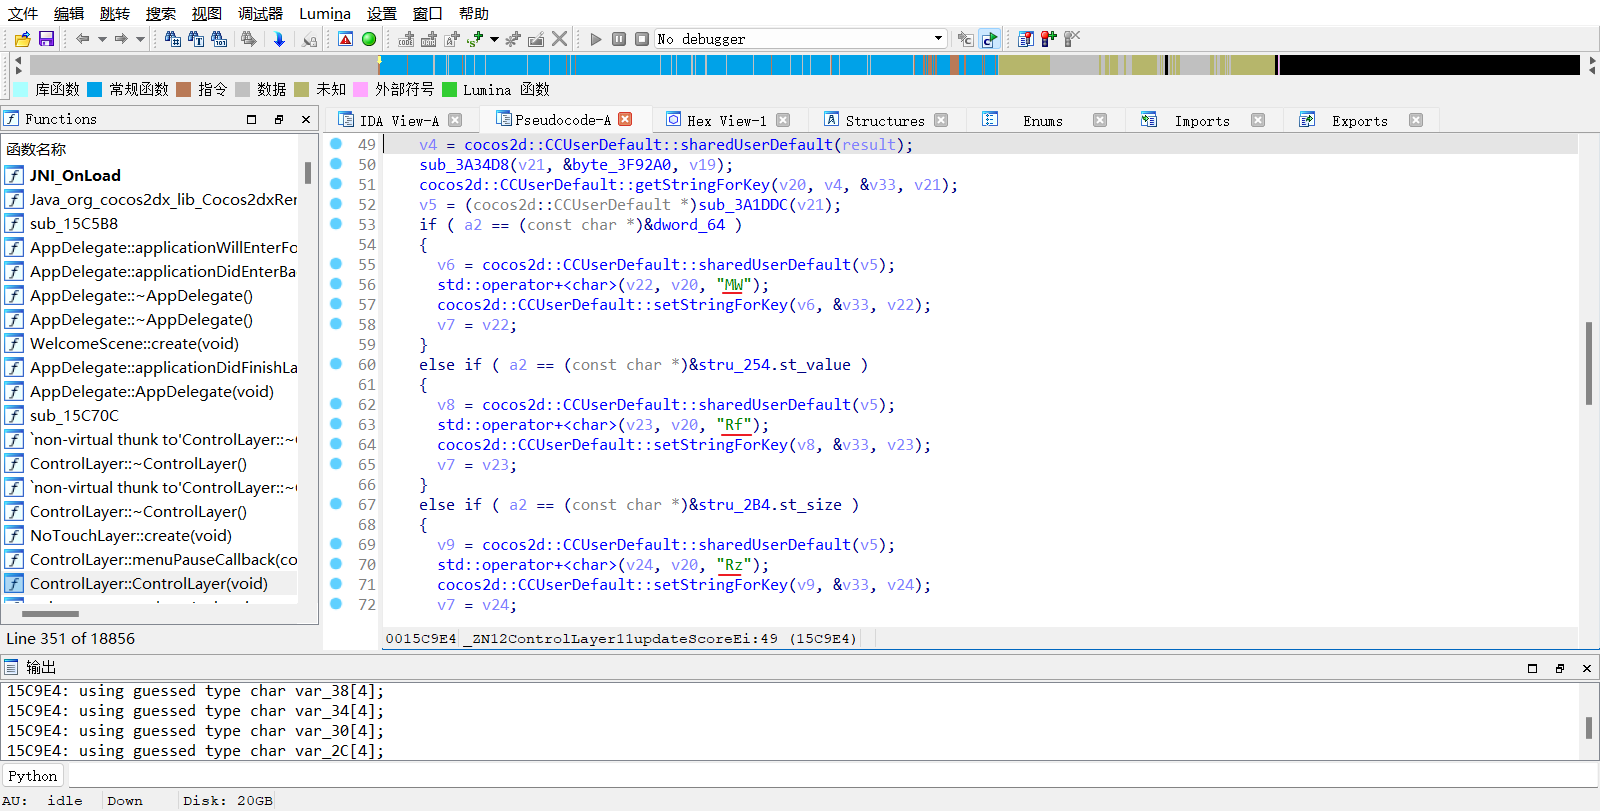 文件 编辑 跳转 搜索 视图 调试器 Lumina 设置 窗口 帮助
No debugger
库函数 常规函数 指令 数据 未知 外部符号 Lumina 函数
Functions
函数名称
JNI_OnLoad
Java_org_cocos2dx_lib_Cocos2dxRer
sub_15C5B8
AppDelegate::applicationWillEnterFo
AppDelegate::applicationDidEnterBa
AppDelegate::~AppDelegate()
AppDelegate::~AppDelegate()
WelcomeScene::create(void)
AppDelegate::applicationDidFinishLa
AppDelegate::AppDelegate(void)
sub_15C70C
`non-virtual thunk to'ControlLayer::~C
ControlLayer::~ControlLayer()
`non-virtual thunk to'ControlLayer::~C
ControlLayer::~ControlLayer()
NoTouchLayer::create(void)
ControlLayer::menuPauseCallback(co
ControlLayer::ControlLayer(void)
Line 351 of 18856
IDA View-A Pseudocode-A Hex View-1 Structures Enums Imports Exports
49 v4 = cocos2d::CCUserDefault::sharedUserDefault(result);
50 sub_3A34D8(v21, &byte_3F92A0, v19);
51 cocos2d::CCUserDefault::getStringForKey(v20, v4, &v33, v21);
52 v5 = (cocos2d::CCUserDefault *)sub_3A1DDC(v21);
53 if ( a2 == (const char *)&dword_64 )
54 {
55 v6 = cocos2d::CCUserDefault::sharedUserDefault(v5);
56 std::operator+<char>(v22, v20, "MW");
57 cocos2d::CCUserDefault::setStringForKey(v6, &v33, v22);
58 v7 = v22;
59 }
60 else if ( a2 == (const char *)&stru_254.st_value )
61 {
62 v8 = cocos2d::CCUserDefault::sharedUserDefault(v5);
63 std::operator+<char>(v23, v20, "Rf");
64 cocos2d::CCUserDefault::setStringForKey(v8, &v33, v23);
65 v7 = v23;
66 }
67 else if ( a2 == (const char *)&stru_2B4.st_size )
68 {
69 v9 = cocos2d::CCUserDefault::sharedUserDefault(v5);
70 std::operator+<char>(v24, v20, "Rz");
71 cocos2d::CCUserDefault::setStringForKey(v9, &v33, v24);
72 v7 = v24;
0015C9E4 _ZN12ControlLayer11updateScoreEi:49 (15C9E4)
输出
15C9E4: using guessed type char var_38[4];
15C9E4: using guessed type char var_34[4];
15C9E4: using guessed type char var_30[4];
15C9E4: using guessed type char var_2C[4];
Python
AU: idle Down Disk: 20GB